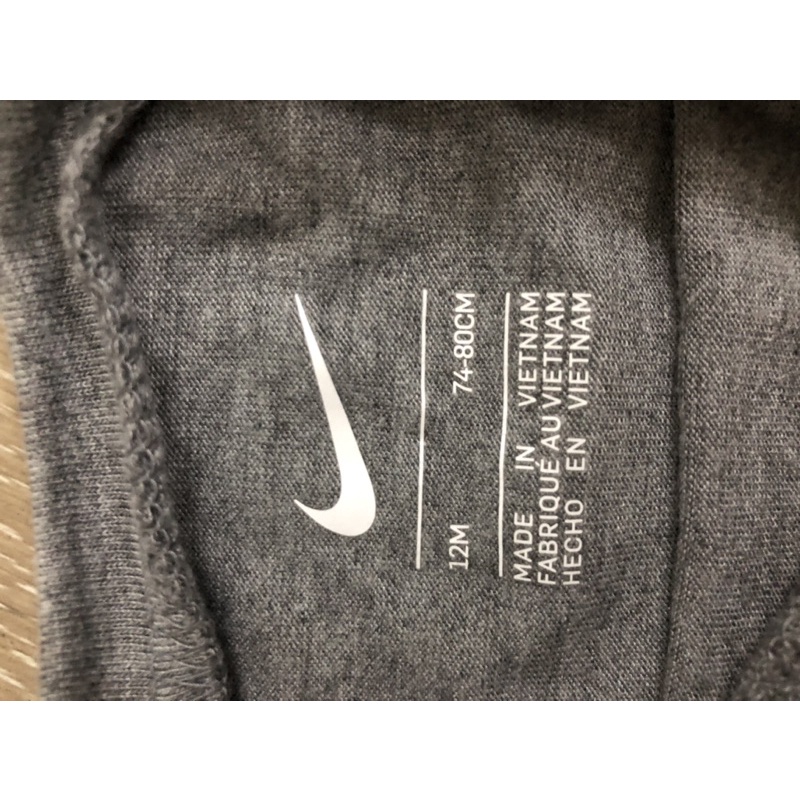 12M 74-80CM
MADE IN VIETNAM
FABRIQUÉ AU VIETNAM
HECHO EN VIETNAM